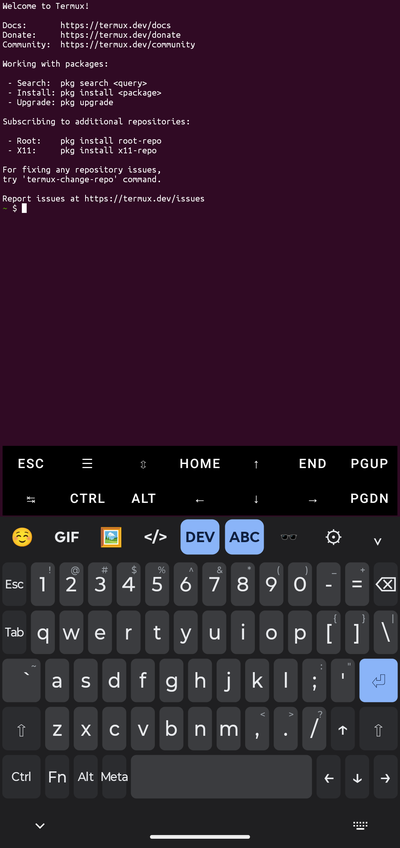 Welcome to Termux!
Docs: https://termux.dev/docs
Donate: https://termux.dev/donate
Community: https://termux.dev/community
Working with packages:
- Search: pkg search <query>
- Install: pkg install <package>
- Upgrade: pkg upgrade
Subscribing to additional repositories:
- Root: pkg install root-repo
- X11: pkg install x11-repo
For fixing any repository issues,
try 'termux-change-repo' command.
Report issues at https://termux.dev/issues
~ $
ESC ☰ ⇳ HOME ↑ END PGUP
↹ CTRL ALT ← ↓ → PGDN
GIF </> DEV ABC
! @ # $ % ^ & * ( ) _ +
Esc 1 2 3 4 5 6 7 8 9 0 - =
{ } |
Tab q w e r t y u i o p [ ] \
~ : "
` a s d f g h j k l ; '
< > ?
z x c v b n m , . / ↑
Ctrl Fn Alt Meta ← ↓ →